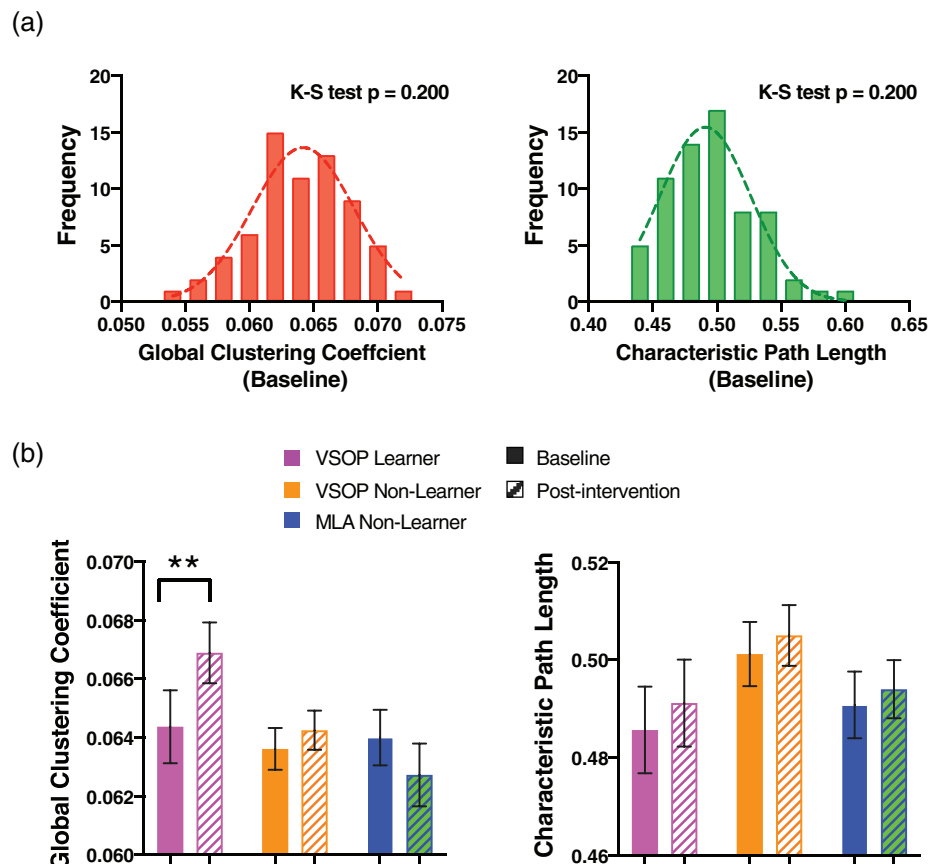 (a)
20
15
10
5
0
Frequency
K-S test p = 0.200
0.050 0.055 0.060 0.065 0.070 0.075
Global Clustering Coeffcient
(Baseline)
20
15
10
5
0
Frequency
K-S test p = 0.200
0.40 0.45 0.50 0.55 0.60 0.65
Characteristic Path Length
(Baseline)
(b)
VSOP Learner
VSOP Non-Learner
MLA Non-Learner
Baseline
Post-intervention
Global Clustering Coefficient
0.070
0.068
0.066
0.064
0.062
0.060
**
Characteristic Path Length
0.52
0.50
0.48
0.46